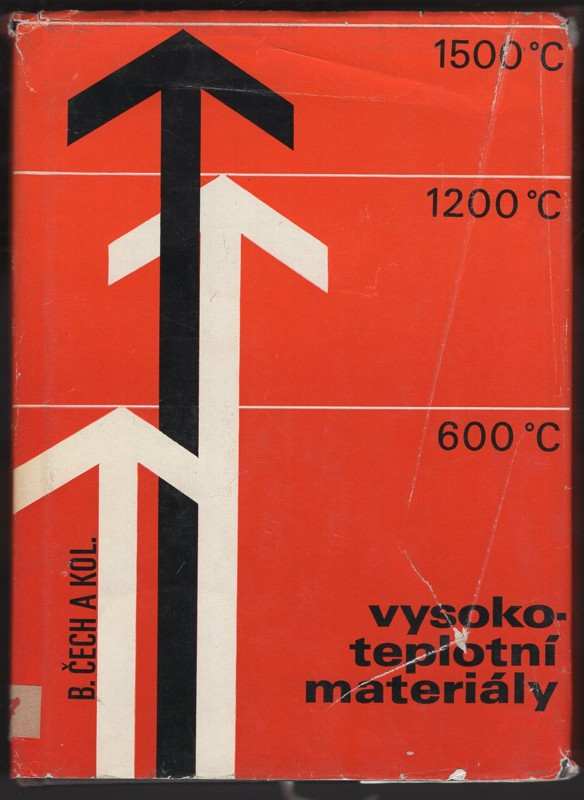 1500 °C
1200 °C
600 °C
B. ČECH A KOL.
vysoko-
teplotní
materiály